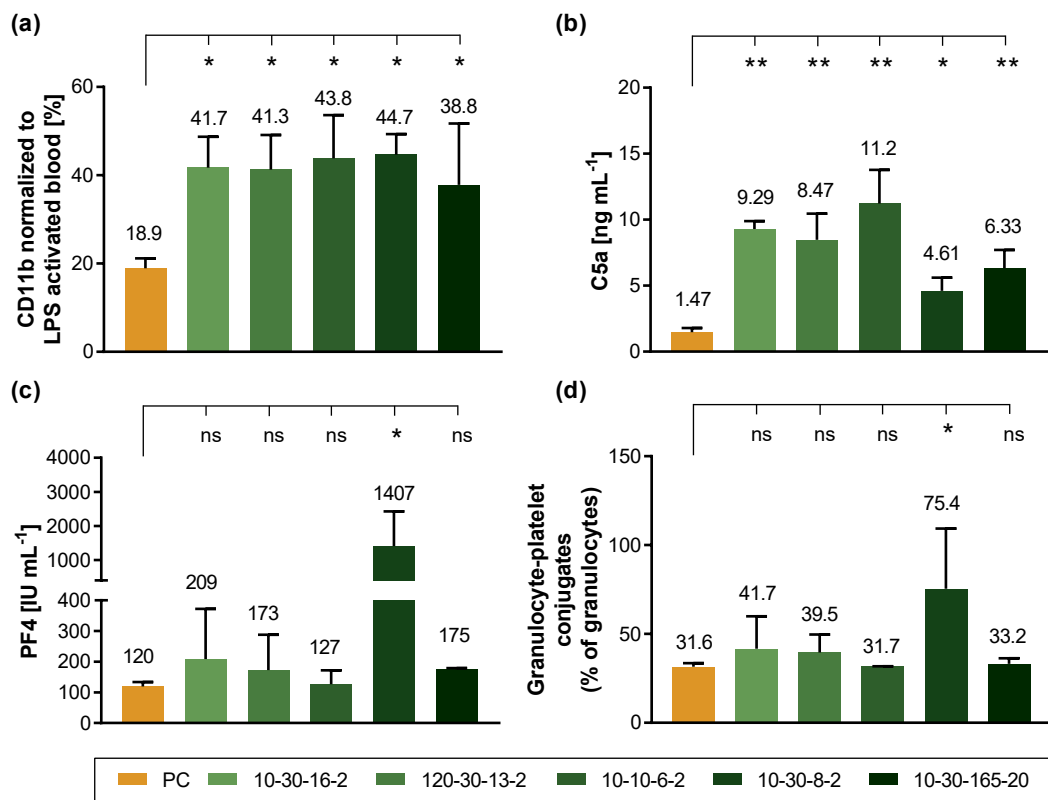 (a)
* * * * *
CD11b normalized to
LPS activated blood [%]
60
40
20
0
18.9 41.7 41.3 43.8 44.7 38.8
(b)
** ** ** * **
C5a [ng mL⁻¹]
20
15
10
5
0
1.47 9.29 8.47 11.2 4.61 6.33
(c)
ns ns ns * ns
PF4 [IU mL⁻¹]
4000
3000
2000
1000
400
300
200
100
0
120 209 173 127 1407 175
(d)
ns ns ns * ns
Granulocyte-platelet
conjugates
(% of granulocytes)
150
100
50
0
31.6 41.7 39.5 31.7 75.4 33.2
PC 10-30-16-2 120-30-13-2 10-10-6-2 10-30-8-2 10-30-165-20